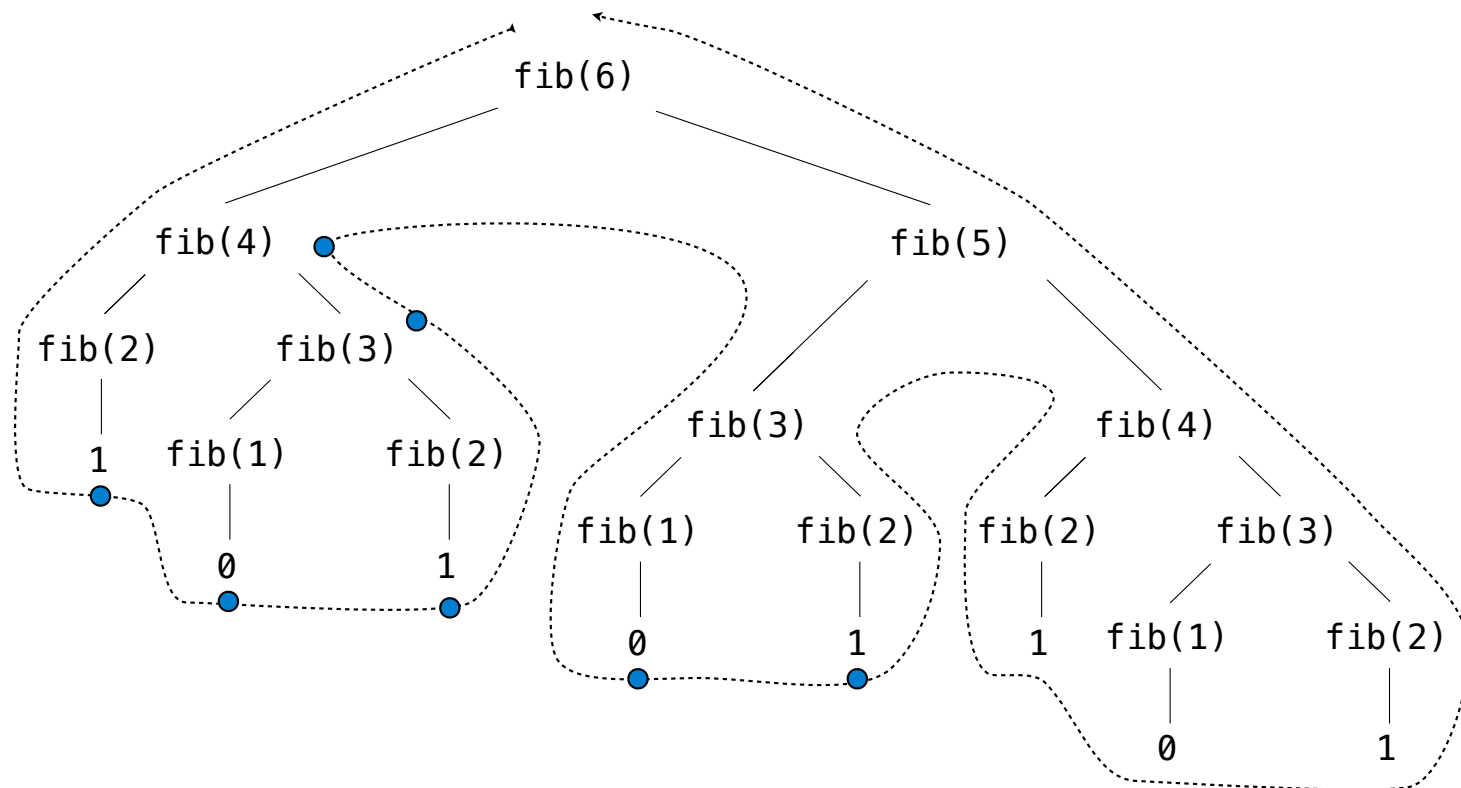 fib(6)
fib(4) fib(5)
fib(2) fib(3)
fib(3) fib(4)
1 fib(1) fib(2)
fib(1) fib(2) fib(2) fib(3)
0 1
0 1 1 fib(1) fib(2)
0 1